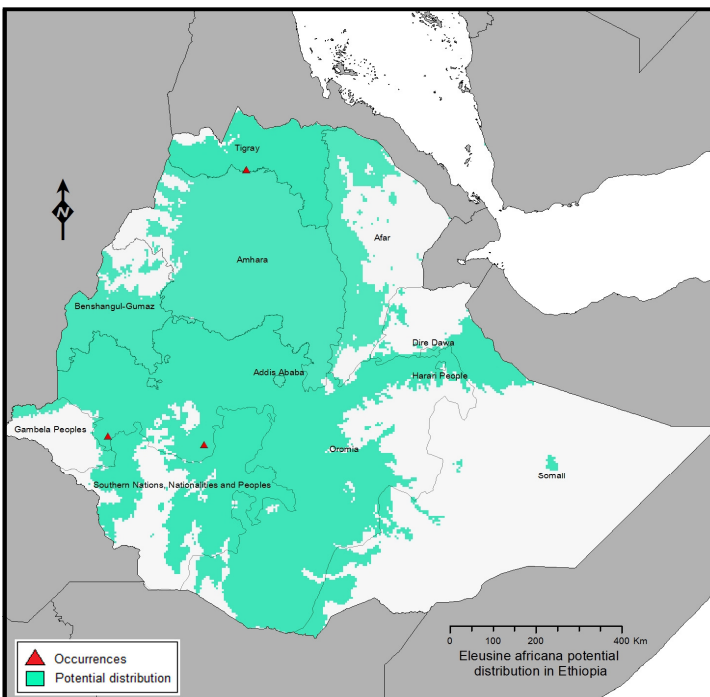 Tigray
N
Afar
Amhara
Benshangul-Gumaz
Dire Dawa
Addis Ababa
Harari People
Gambela Peoples
Oromia
Somali
Southern Nations, Nationalities and Peoples
0 100 200 400 Km
Eleusine africana potential
distribution in Ethiopia
Occurrences
Potential distribution